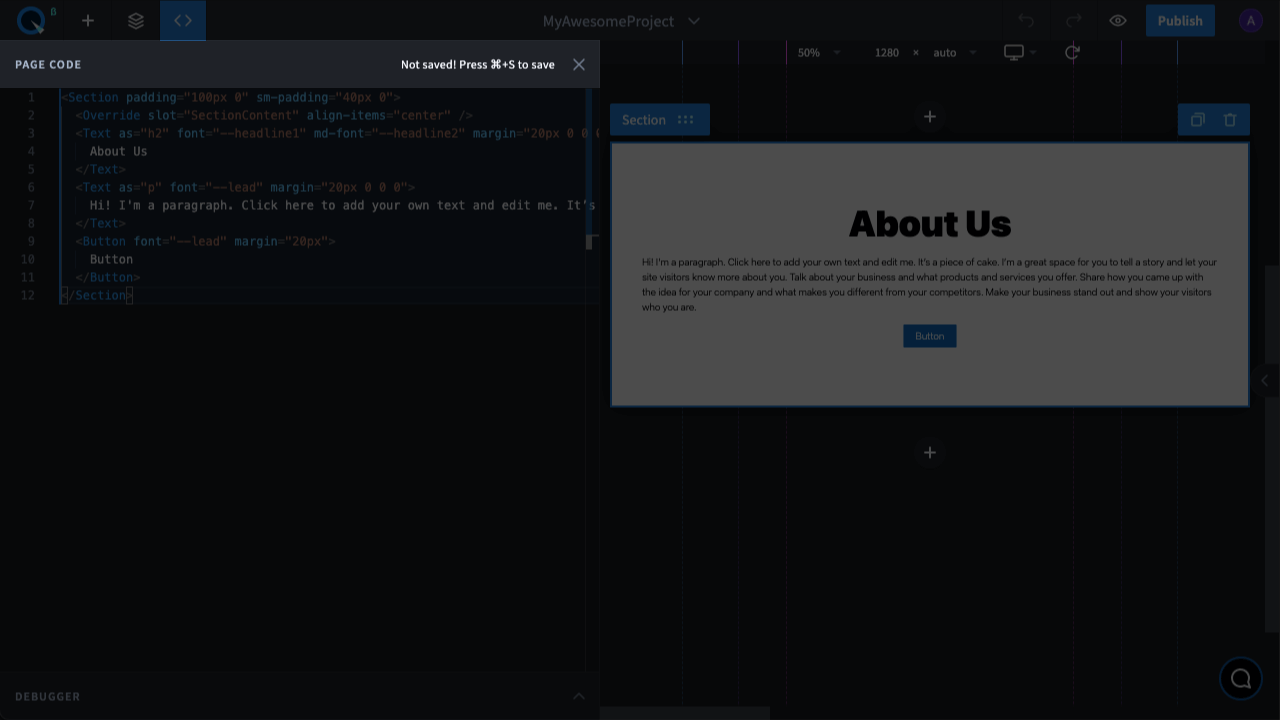 β
MyAwesomeProject
Publish
A
PAGE CODE
Not saved! Press ⌘+S to save
50%
1280 × auto
1 <Section padding="100px 0" sm-padding="40px 0">
2 <Override slot="SectionContent" align-items="center" />
3 <Text as="h2" font="--headline1" md-font="--headline2" margin="20px 0 0 0
4 About Us
5 </Text>
6 <Text as="p" font="--lead" margin="20px 0 0 0">
7 Hi! I'm a paragraph. Click here to add your own text and edit me. It's
8 </Text>
9 <Button font="--lead" margin="20px">
10 Button
11 </Button>
12 </Section>
Section
About Us
Hi! I'm a paragraph. Click here to add your own text and edit me. It's a piece of cake. I'm a great space for you to tell a story and let your
site visitors know more about you. Talk about your business and what products and services you offer. Share how you came up with
the idea for your company and what makes you different from your competitors. Make your business stand out and show your visitors
who you are.
Button
DEBUGGER